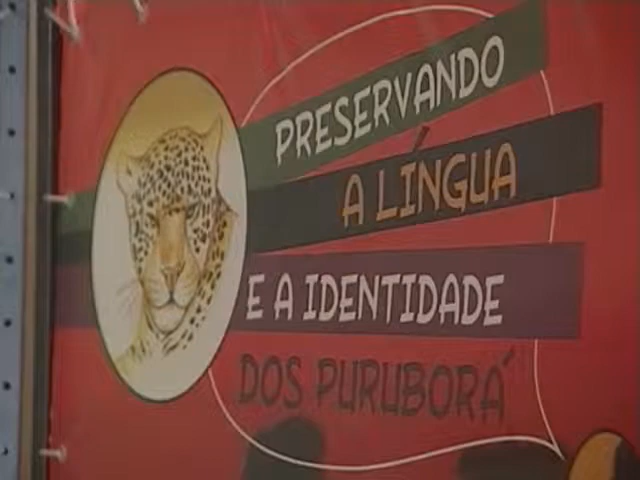 PRESERVANDO
A LÍNGUA
E A IDENTIDADE
DOS PURUBORÁ